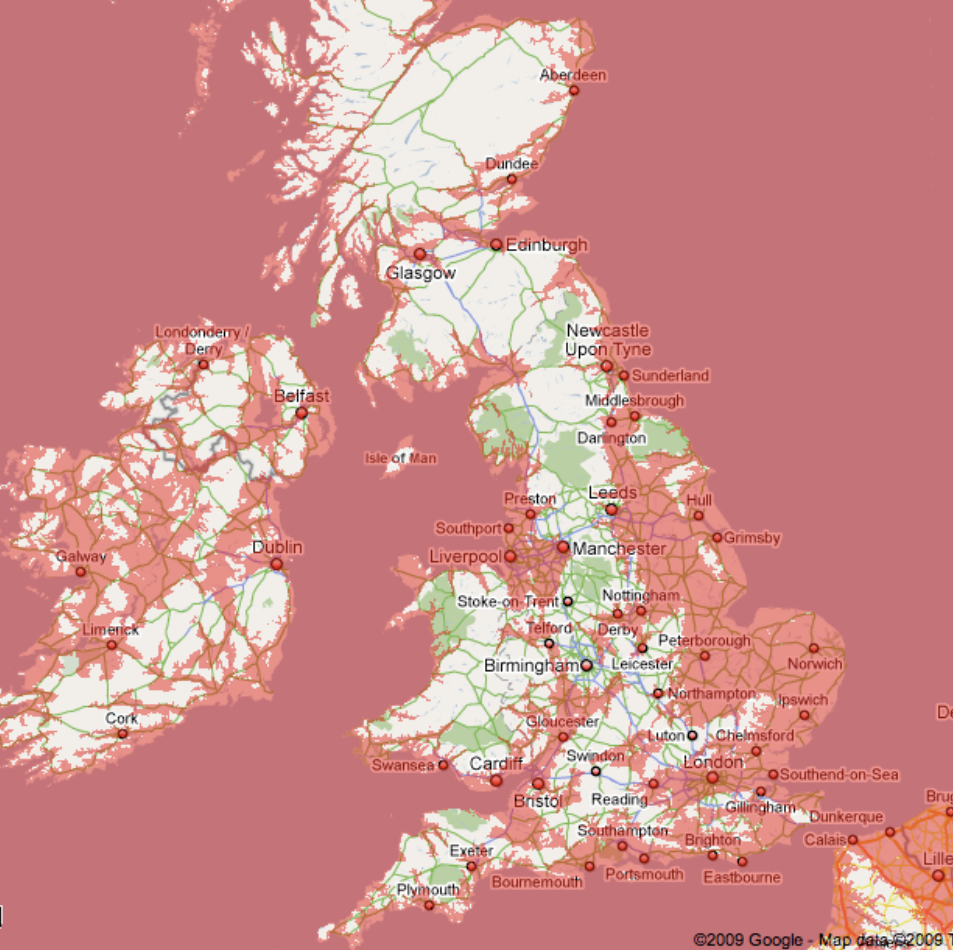 Aberdeen
Dundee
Edinburgh
Glasgow
Londonderry /
Derry
Newcastle
Upon Tyne
Sunderland
Belfast
Middlesbrough
Darlington
Isle of Man
Preston
Leeds
Hull
Southport
Grimsby
Dublin
Liverpool
Manchester
Galway
Stoke-on-Trent
Nottingham
Limerick
Telford
Derby
Peterborough
Birmingham
Leicester
Norwich
Northampton
Ipswich
Cork
Gloucester
Luton
Chelmsford
Swansea
Cardiff
Swindon
London
Southend-on-Sea
Bristol
Reading
Gillingham
Dunkerque
Southampton
Brighton
Calais
Exeter
Lille
Bournemouth
Portsmouth
Eastbourne
Plymouth
©2009 Google - Map data ©2009 T